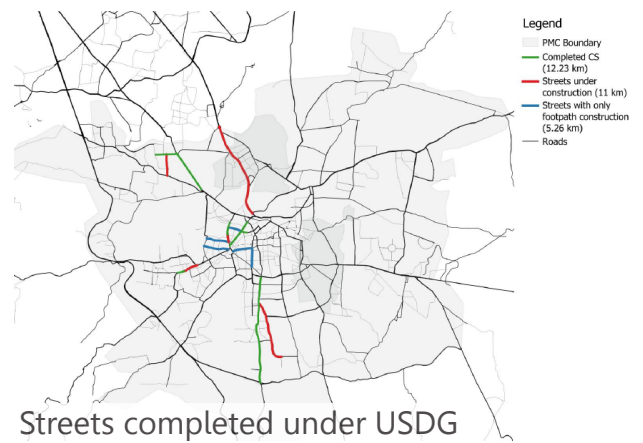 Legend
PMC Boundary
Completed CS
(12.23 km)
Streets under
construction (11 km)
Streets with only
footpath construction
(5.26 km)
Roads
Streets completed under USDG